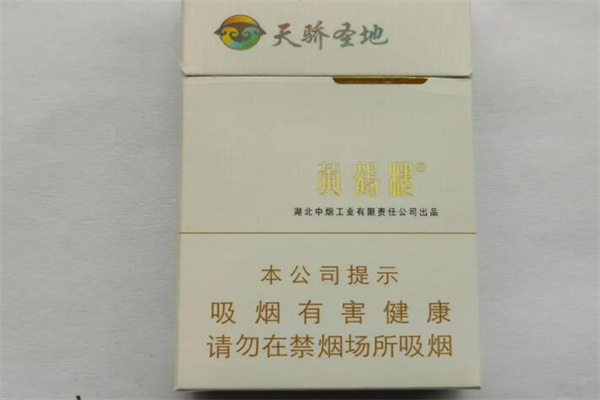 天骄圣地
黄鹤楼®
湖北中烟工业有限责任公司出品
本公司提示
吸烟有害健康
请勿在禁烟场所吸烟